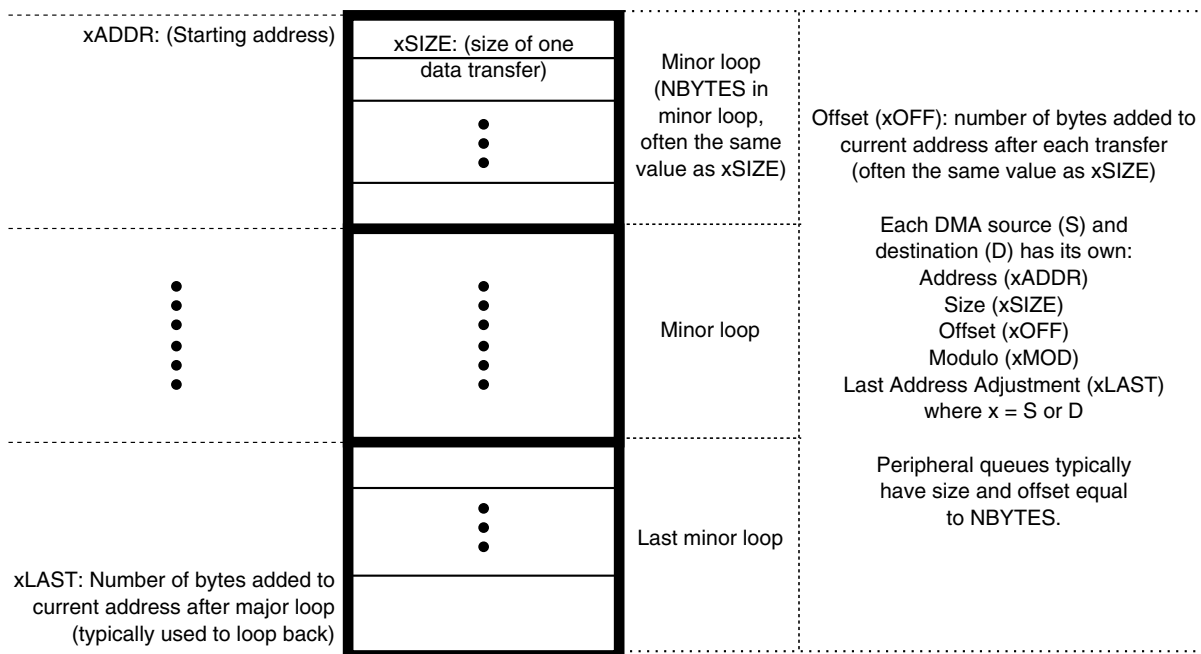 xADDR: (Starting address)
xSIZE: (size of one
data transfer)
Minor loop
(NBYTES in
minor loop,
often the same
value as xSIZE)
Offset (xOFF): number of bytes added to
current address after each transfer
(often the same value as xSIZE)
Each DMA source (S) and
destination (D) has its own:
Address (xADDR)
Size (xSIZE)
Offset (xOFF)
Modulo (xMOD)
Last Address Adjustment (xLAST)
where x = S or D
Peripheral queues typically
have size and offset equal
to NBYTES.
Minor loop
Last minor loop
xLAST: Number of bytes added to
current address after major loop
(typically used to loop back)